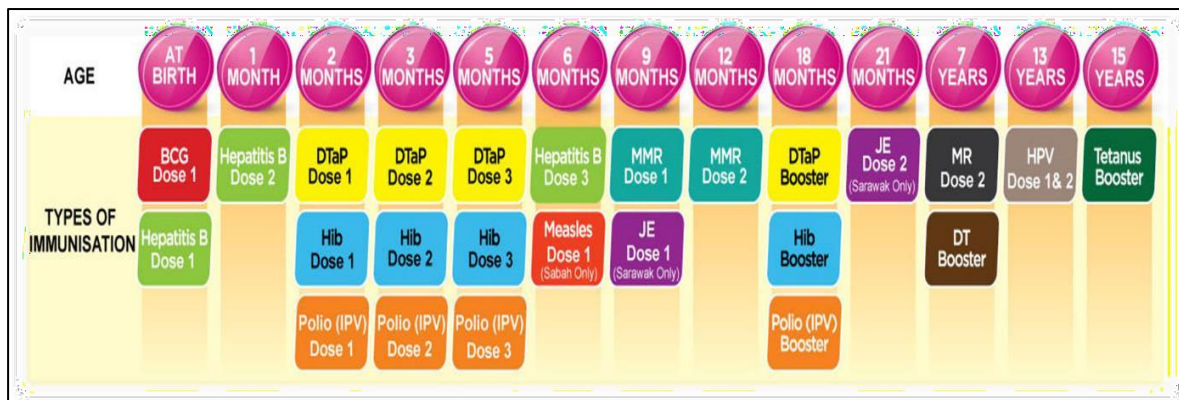 AGE
AT
BIRTH
1
MONTH
2
MONTHS
3
MONTHS
5
MONTHS
6
MONTHS
9
MONTHS
12
MONTHS
18
MONTHS
21
MONTHS
7
YEARS
13
YEARS
15
YEARS
TYPES OF
IMMUNISATION
BCG
Dose 1
Hepatitis B
Dose 2
DTaP
Dose 1
DTaP
Dose 2
DTaP
Dose 3
Hepatitis B
Dose 3
MMR
Dose 1
MMR
Dose 2
DTaP
Booster
JE
Dose 2
(Sarawak Only)
MR
Dose 2
HPV
Dose 1& 2
Tetanus
Booster
Hepatitis B
Dose 1
Hib
Dose 1
Hib
Dose 2
Hib
Dose 3
Measles
Dose 1
(Sabah Only)
JE
Dose 1
(Sarawak Only)
Hib
Booster
DT
Booster
Polio (IPV)
Dose 1
Polio (IPV)
Dose 2
Polio (IPV)
Dose 3
Polio (IPV)
Booster